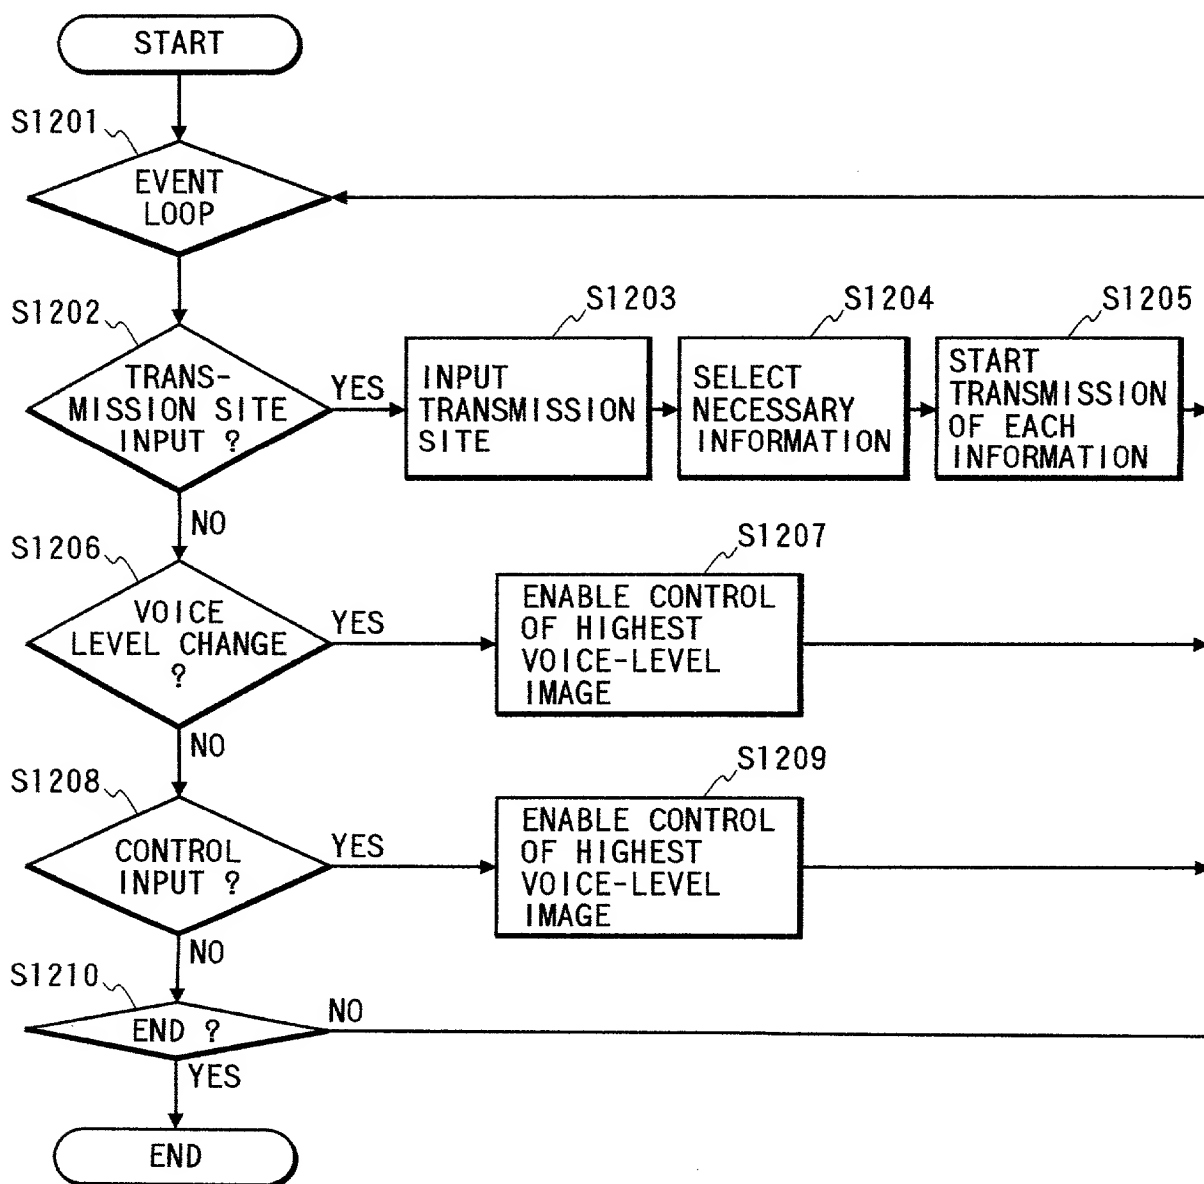 START
S1201
EVENT
LOOP
S1202
TRANS-
MISSION SITE
INPUT ?
YES
S1203
INPUT
TRANSMISSION
SITE
S1204
SELECT
NECESSARY
INFORMATION
S1205
START
TRANSMISSION
OF EACH
INFORMATION
NO
S1206
VOICE
LEVEL CHANGE
?
YES
S1207
ENABLE CONTROL
OF HIGHEST
VOICE-LEVEL
IMAGE
NO
S1208
CONTROL
INPUT ?
YES
S1209
ENABLE CONTROL
OF HIGHEST
VOICE-LEVEL
IMAGE
NO
S1210
END ?
NO
YES
END